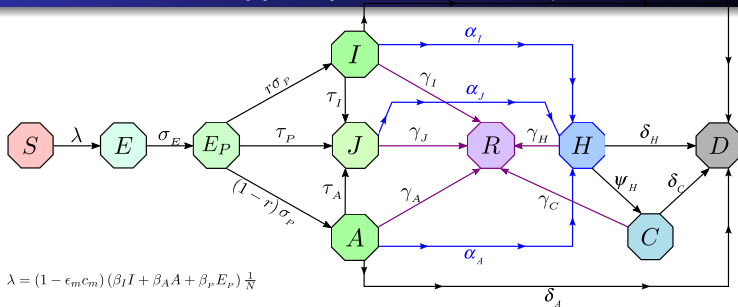 α_I
I
rσ_P
γ_I
τ_I
α_J
S
λ
E
σ_E
E_P
τ_P
J
γ_J
R
γ_H
H
δ_H
D
τ_A
(1−r)σ_P
γ_A
γ_C
ψ_H
δ_C
A
C
α_A
λ = (1 − ϵ_m c_m) (β_I I + β_A A + β_P E_P) 1/N
δ_A